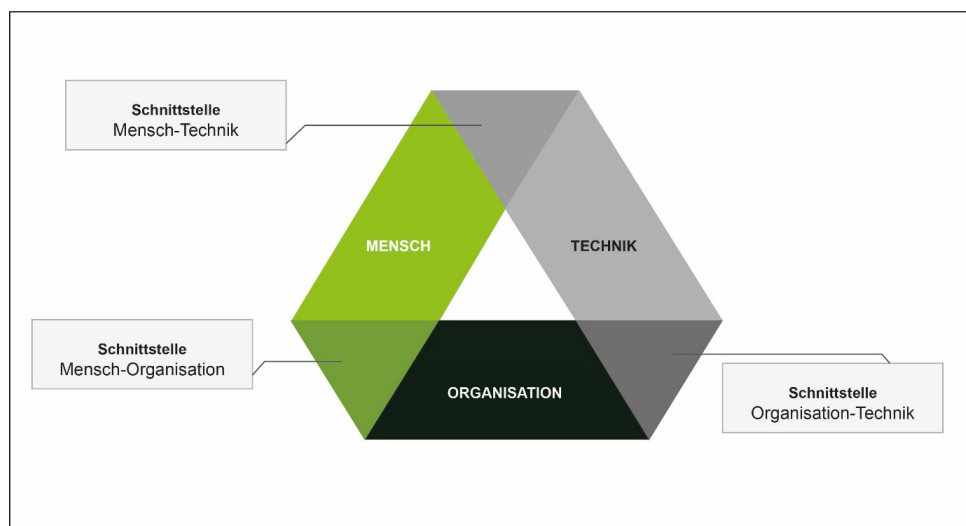 Schnittstelle
Mensch-Technik
MENSCH
TECHNIK
Schnittstelle
Mensch-Organisation
ORGANISATION
Schnittstelle
Organisation-Technik